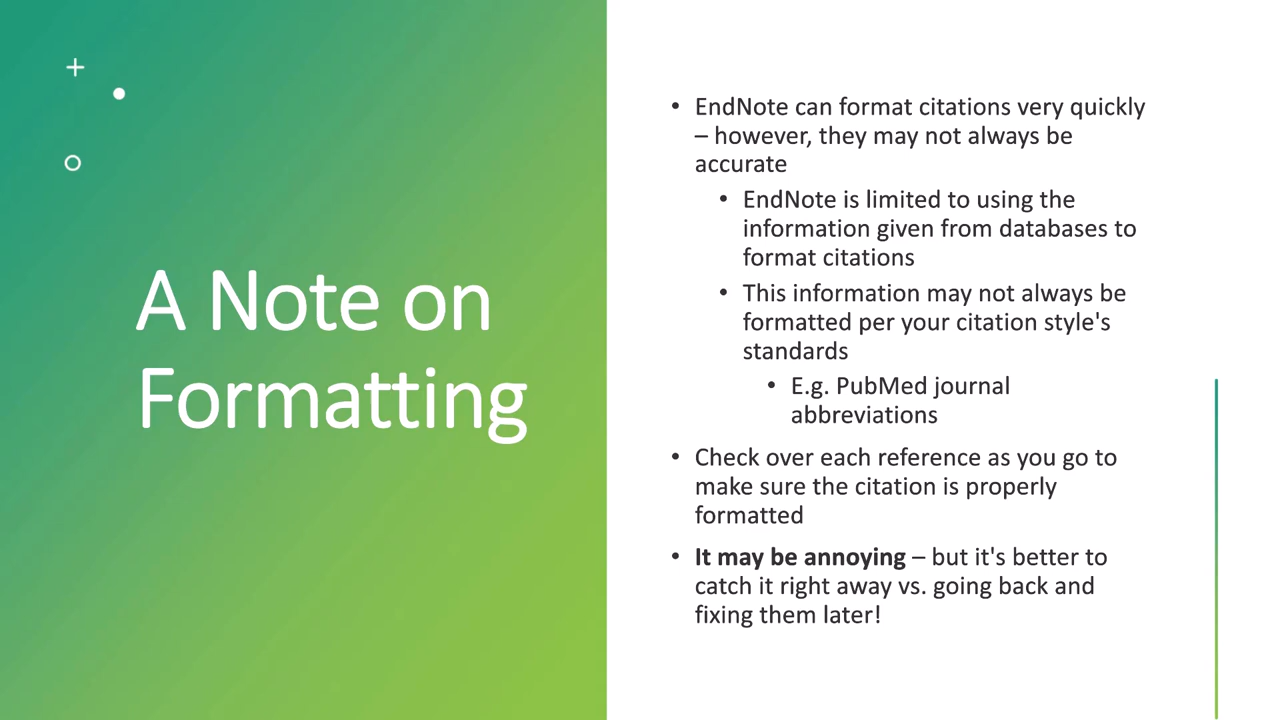 A Note on
Formatting
• EndNote can format citations very quickly
– however, they may not always be
accurate
• EndNote is limited to using the
information given from databases to
format citations
• This information may not always be
formatted per your citation style's
standards
• E.g. PubMed journal
abbreviations
• Check over each reference as you go to
make sure the citation is properly
formatted
• It may be annoying – but it's better to
catch it right away vs. going back and
fixing them later!